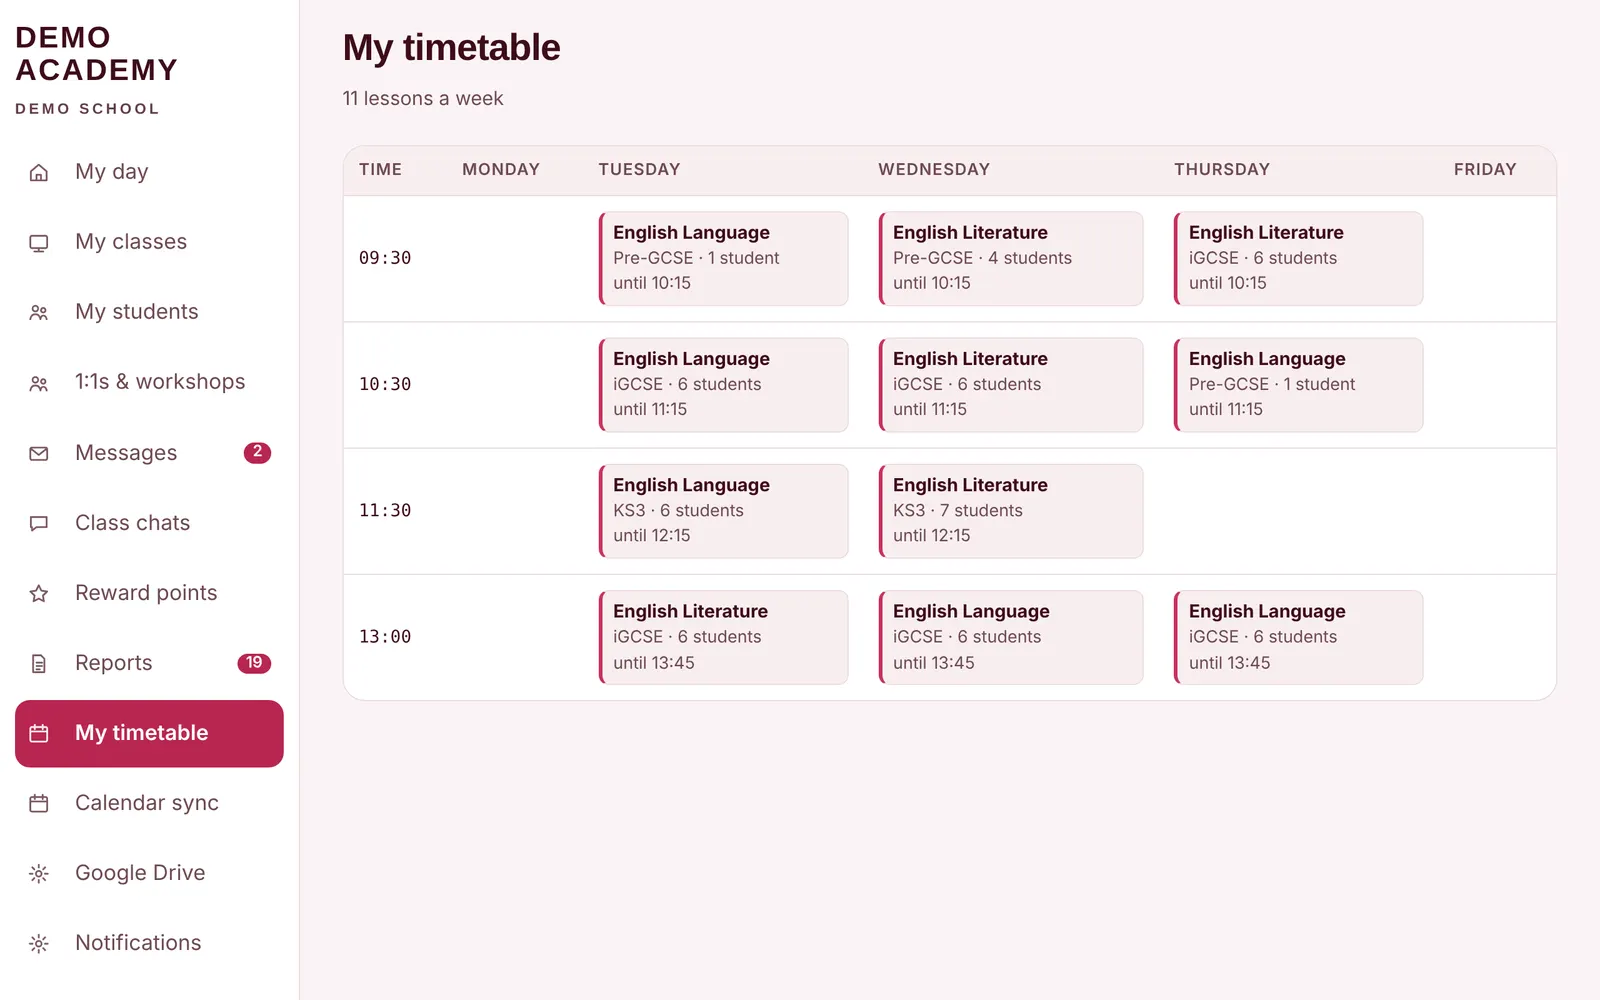 DEMO
ACADEMY
DEMO SCHOOL
My day
My classes
My students
1:1s & workshops
Messages 2
Class chats
Reward points
Reports 19
My timetable
Calendar sync
Google Drive
Notifications
My timetable
11 lessons a week
TIME MONDAY TUESDAY WEDNESDAY THURSDAY FRIDAY
09:30
English Language
Pre-GCSE · 1 student
until 10:15
English Literature
Pre-GCSE · 4 students
until 10:15
English Literature
iGCSE · 6 students
until 10:15
10:30
English Language
iGCSE · 6 students
until 11:15
English Literature
iGCSE · 6 students
until 11:15
English Language
Pre-GCSE · 1 student
until 11:15
11:30
English Language
KS3 · 6 students
until 12:15
English Literature
KS3 · 7 students
until 12:15
13:00
English Literature
iGCSE · 6 students
until 13:45
English Language
iGCSE · 6 students
until 13:45
English Language
iGCSE · 6 students
until 13:45